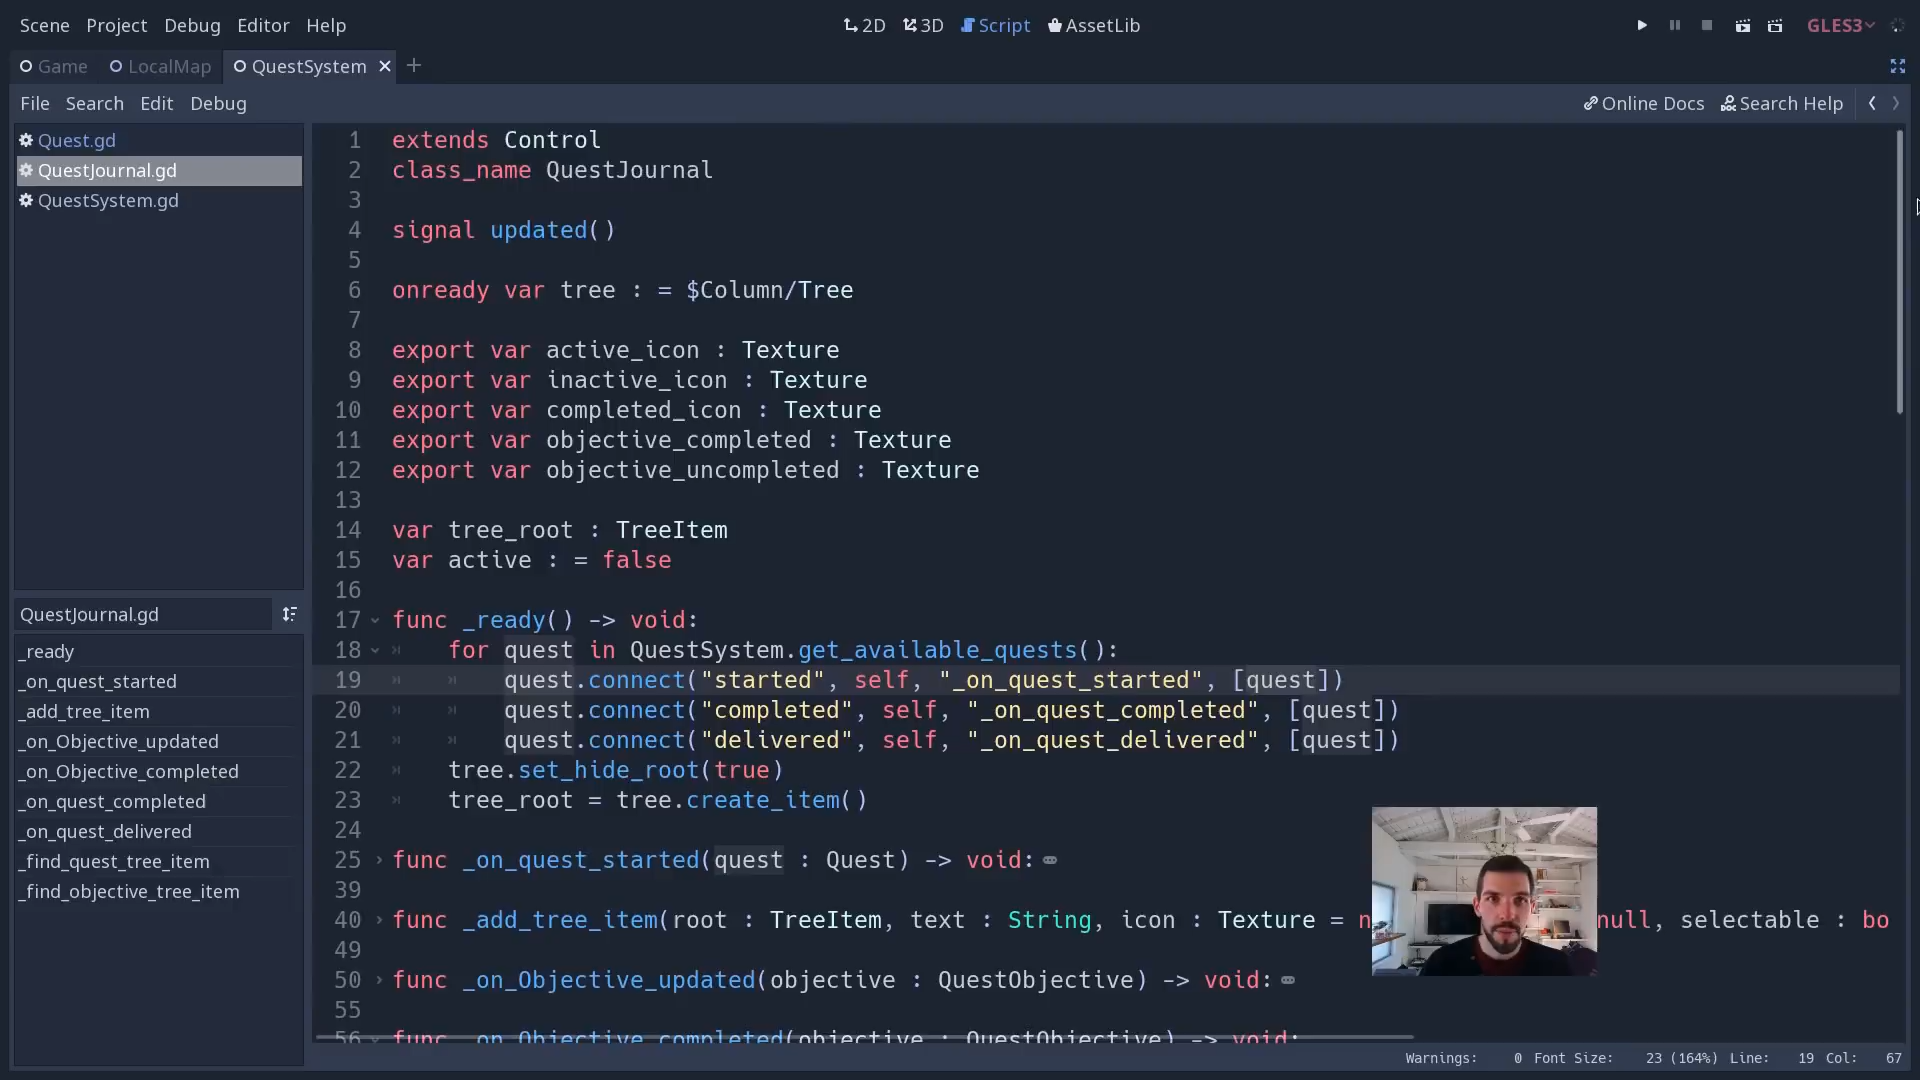 Scene Project Debug Editor Help
2D 3D Script AssetLib
GLES3
Game LocalMap QuestSystem
File Search Edit Debug
Online Docs Search Help
Quest.gd
QuestJournal.gd
QuestSystem.gd
QuestJournal.gd
_ready
_on_quest_started
_add_tree_item
_on_Objective_updated
_on_Objective_completed
_on_quest_completed
_on_quest_delivered
_find_quest_tree_item
_find_objective_tree_item
1 extends Control
2 class_name QuestJournal
3
4 signal updated()
5
6 onready var tree : = $Column/Tree
7
8 export var active_icon : Texture
9 export var inactive_icon : Texture
10 export var completed_icon : Texture
11 export var objective_completed : Texture
12 export var objective_uncompleted : Texture
13
14 var tree_root : TreeItem
15 var active : = false
16
17 func _ready() -> void:
18 for quest in QuestSystem.get_available_quests():
19 quest.connect("started", self, "_on_quest_started", [quest])
20 quest.connect("completed", self, "_on_quest_completed", [quest])
21 quest.connect("delivered", self, "_on_quest_delivered", [quest])
22 tree.set_hide_root(true)
23 tree_root = tree.create_item()
24
25 func _on_quest_started(quest : Quest) -> void:
39
40 func _add_tree_item(root : TreeItem, text : String, icon : Texture = n null, selectable : bo
49
50 func _on_Objective_updated(objective : QuestObjective) -> void:
55
56 func _on_Objective_completed(objective : QuestObjective) -> void:
Warnings: 0 Font Size: 23 (164%) Line: 19 Col: 67